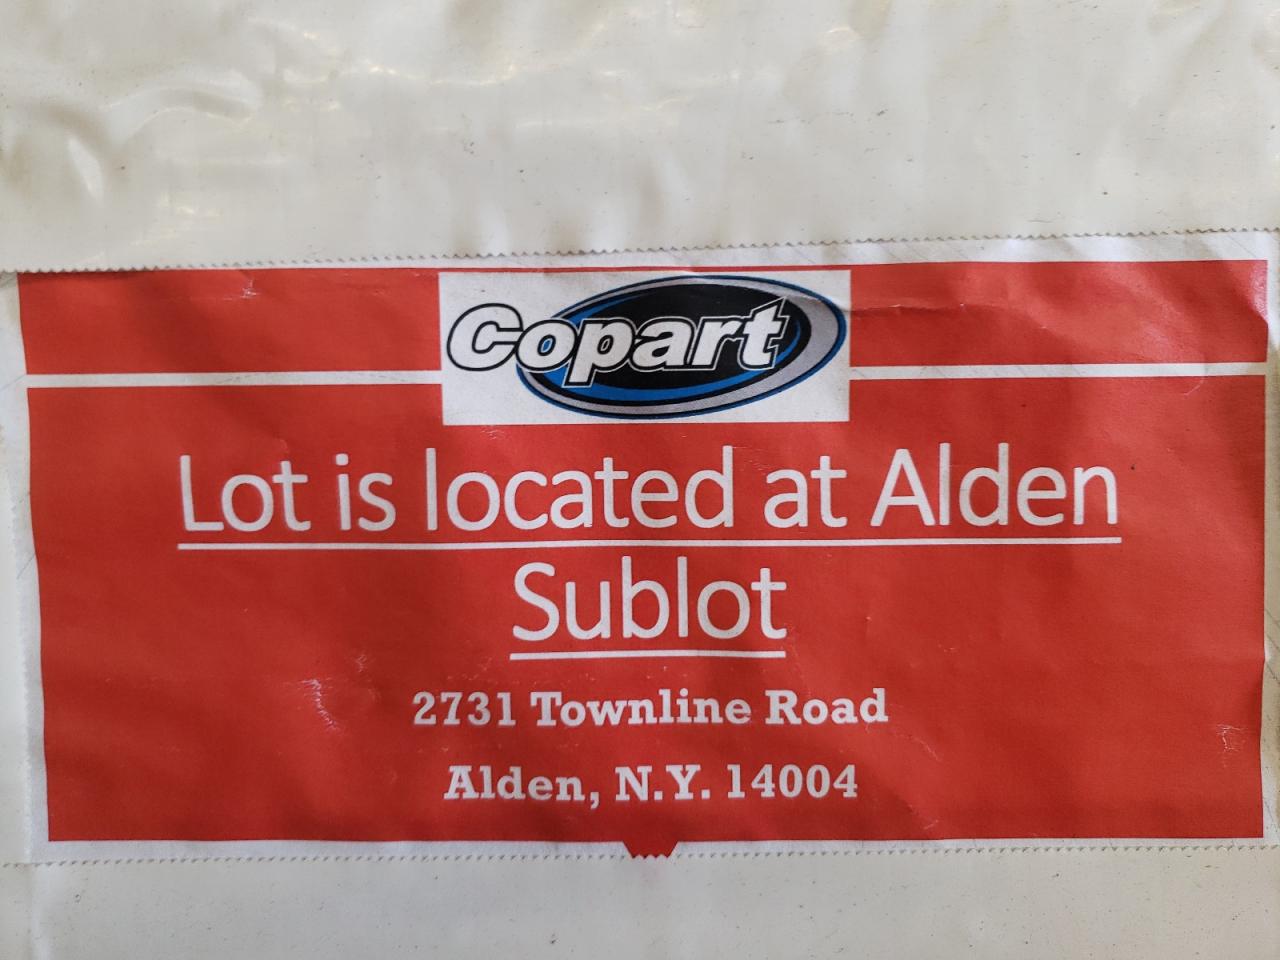 Copart
Lot is located at Alden
Sublot
2731 Townline Road
Alden, N.Y. 14004